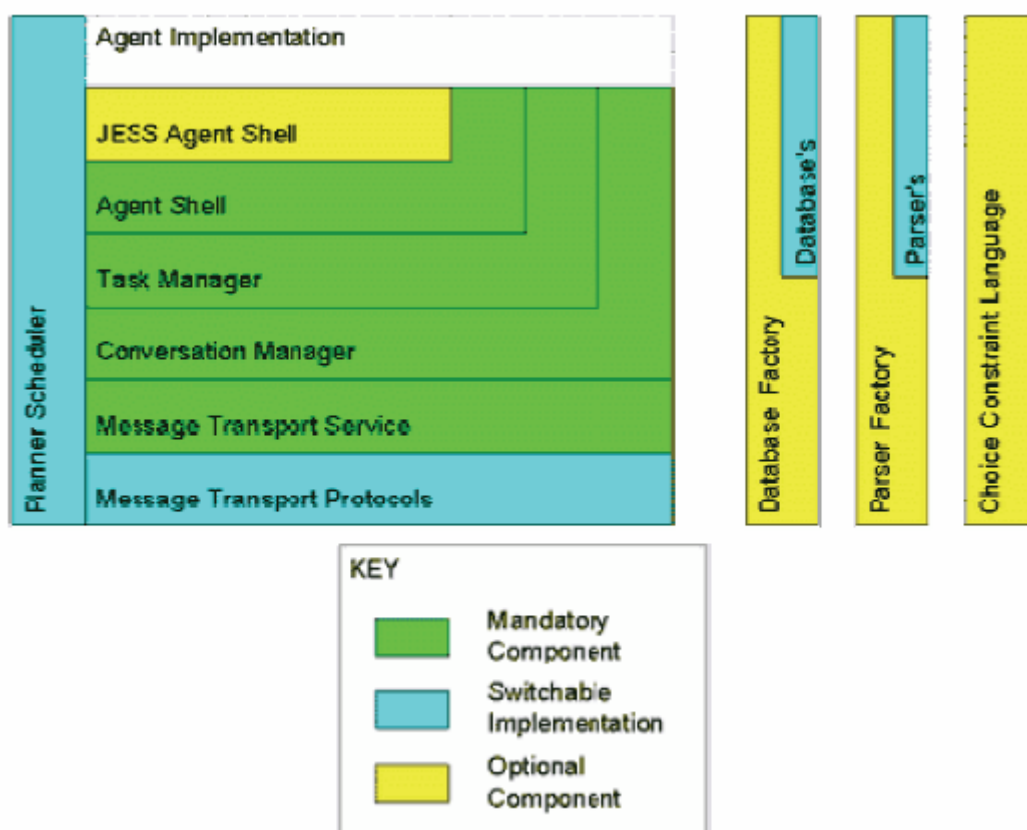 Agent Implementation
JESS Agent Shell
Agent Shell
Task Manager
Conversation Manager
Message Transport Service
Message Transport Protocols
Planner Scheduler
Database Factory
Database's
Parser Factory
Parser's
Choice Constraint Language
KEY
Mandatory
Component
Switchable
Implementation
Optional
Component